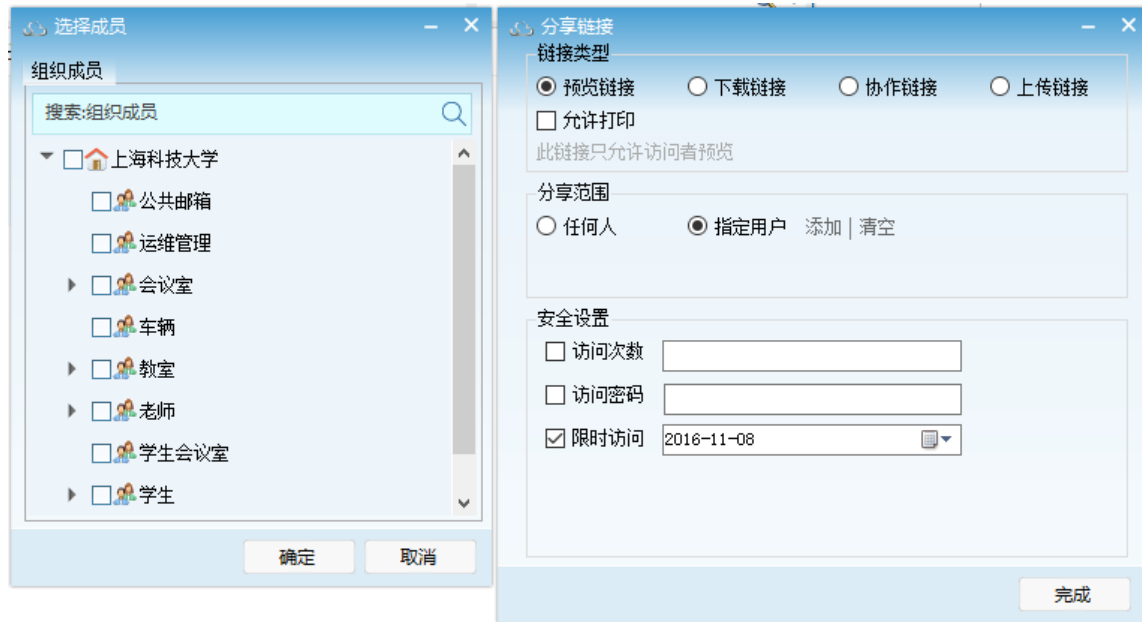 选择成员
组织成员
搜索:组织成员
上海科技大学
公共邮箱
运维管理
会议室
车辆
教室
老师
学生会议室
学生
确定 取消
分享链接
链接类型
预览链接 下载链接 协作链接 上传链接
允许打印
此链接只允许访问者预览
分享范围
任何人 指定用户 添加 | 清空
安全设置
访问次数
访问密码
限时访问 2016-11-08
完成